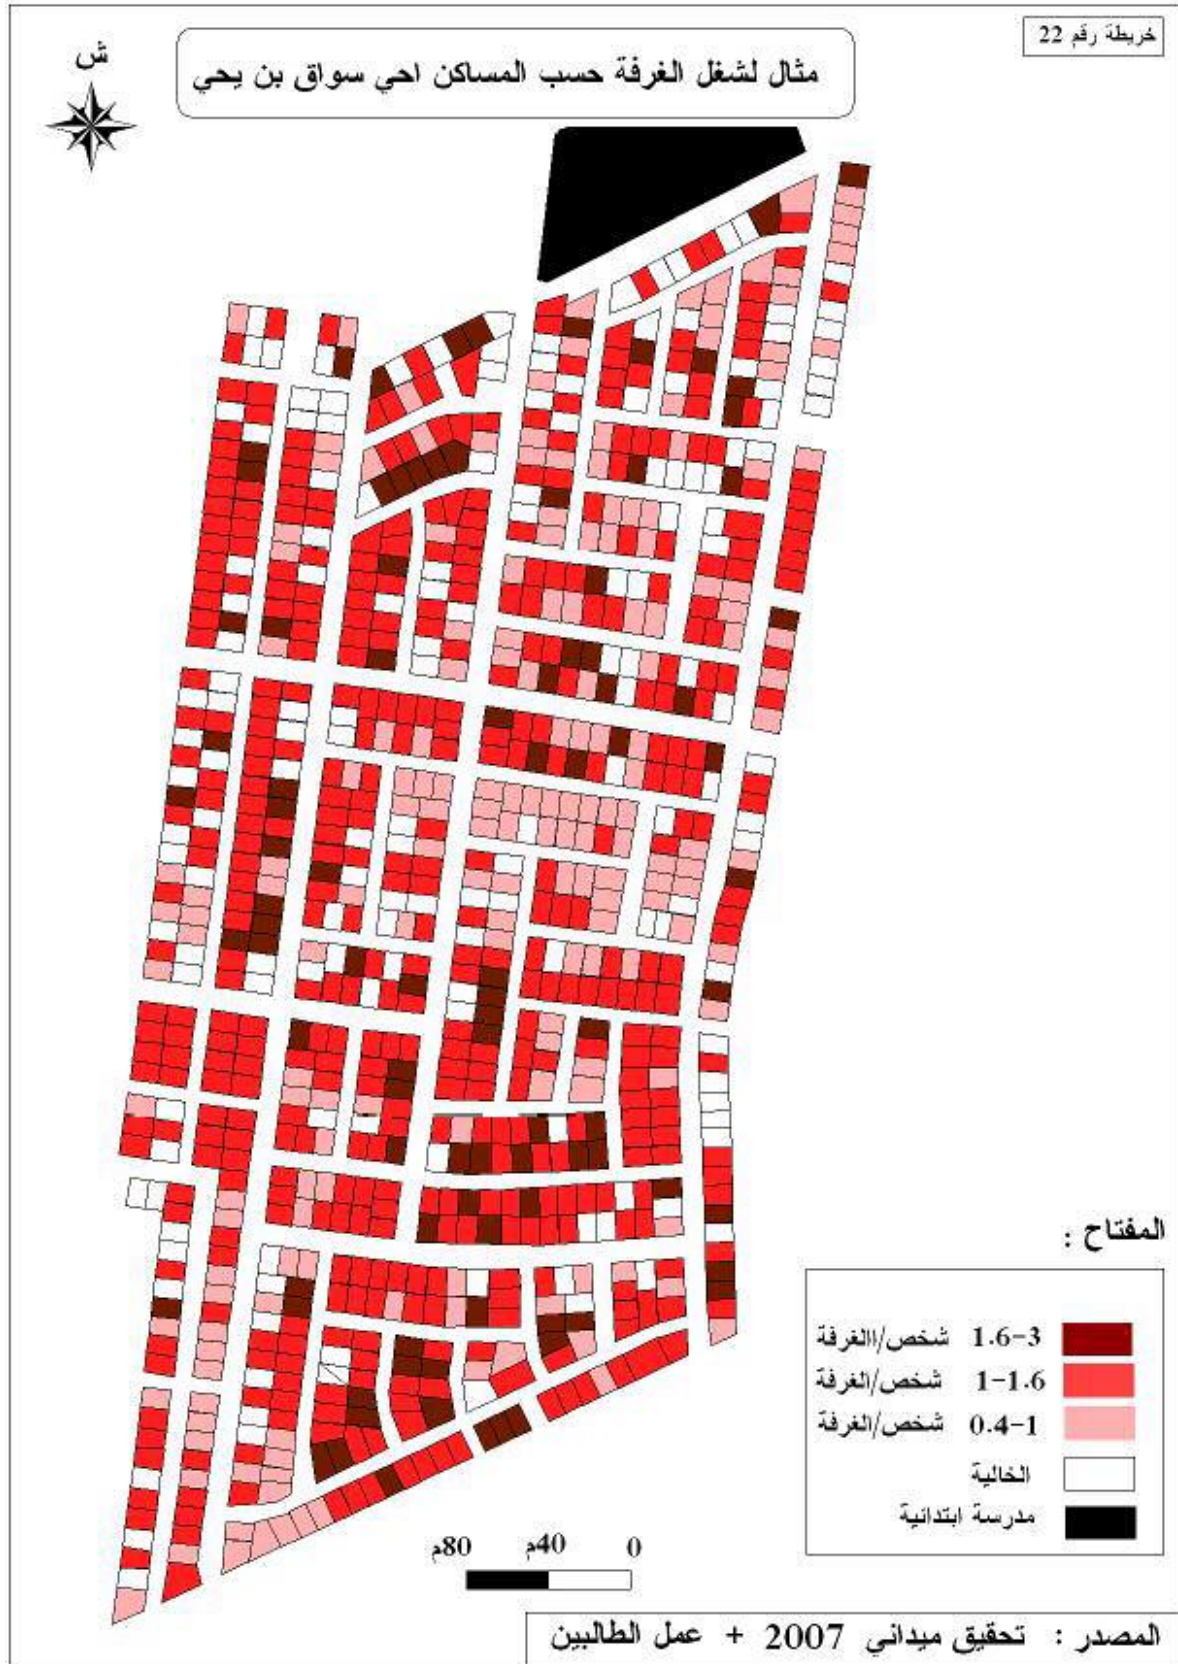 خريطة رقم 22
ش
مثال لشغل الغرفة حسب المساكن احي سواق بن يحي
المفتاح :
1.6-3 شخص/االغرفة
1-1.6 شخص/الغرفة
0.4-1 شخص/الغرفة
الخالية
مدرسة ابتدائية
0 40م 80م
المصدر : تحقيق ميداني 2007 + عمل الطالبين